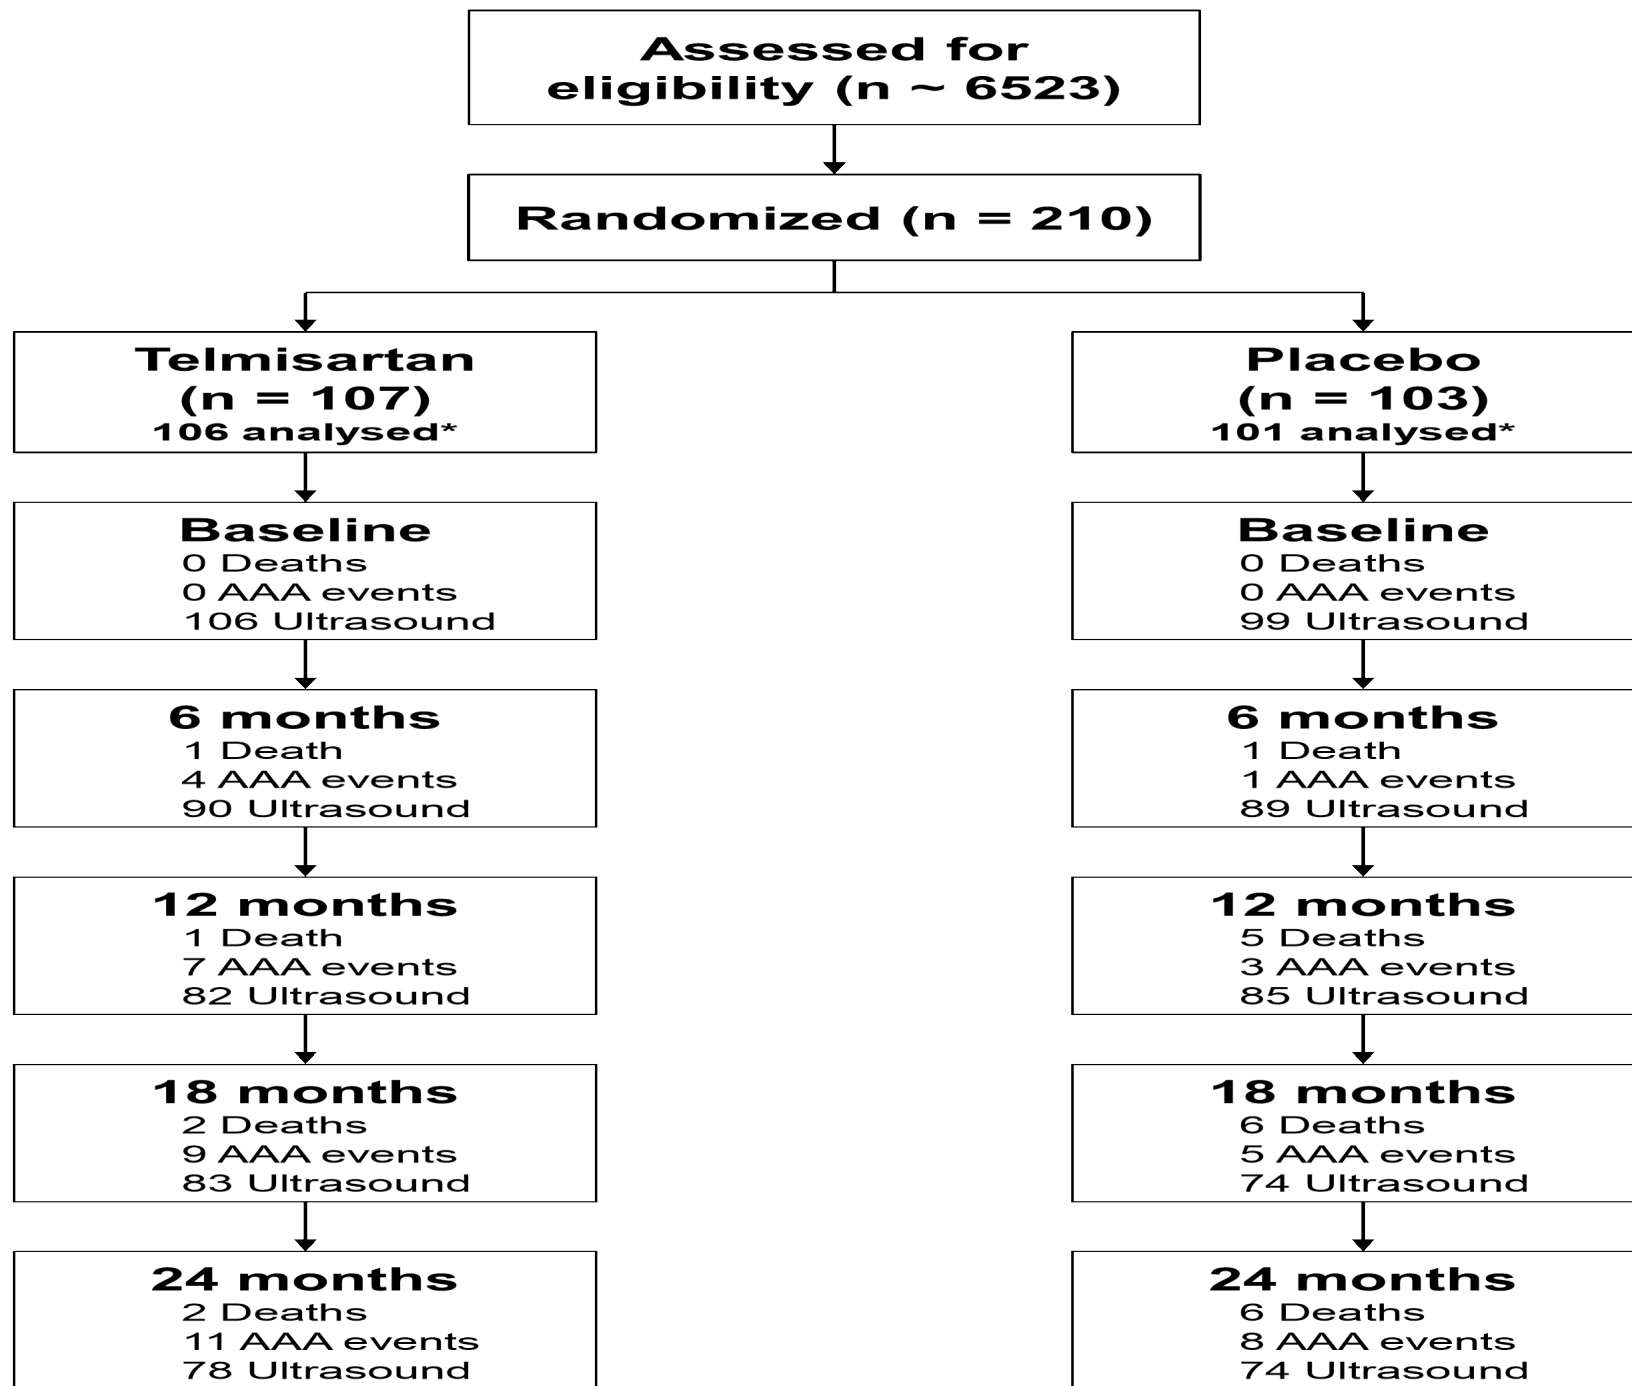 Assessed for
eligibility (n ~ 6523)
Randomized (n = 210)
Telmisartan
(n = 107)
106 analysed*
Placebo
(n = 103)
101 analysed*
Baseline
0 Deaths
0 AAA events
106 Ultrasound
Baseline
0 Deaths
0 AAA events
99 Ultrasound
6 months
1 Death
4 AAA events
90 Ultrasound
6 months
1 Death
1 AAA events
89 Ultrasound
12 months
1 Death
7 AAA events
82 Ultrasound
12 months
5 Deaths
3 AAA events
85 Ultrasound
18 months
2 Deaths
9 AAA events
83 Ultrasound
18 months
6 Deaths
5 AAA events
74 Ultrasound
24 months
2 Deaths
11 AAA events
78 Ultrasound
24 months
6 Deaths
8 AAA events
74 Ultrasound